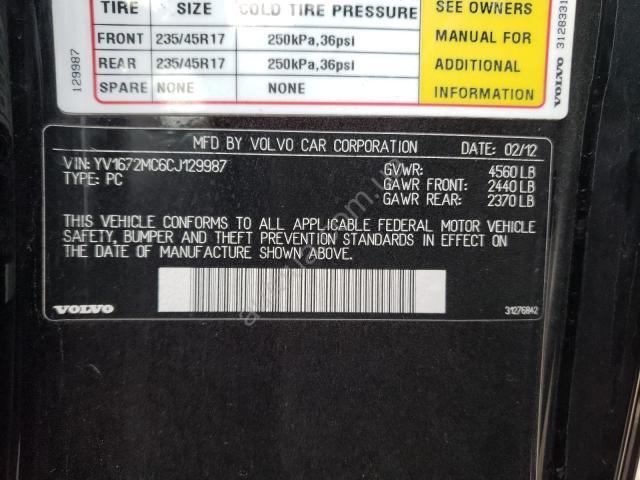 TIRE SIZE COLD TIRE PRESSURE
FRONT 235/45R17 250kPa,36psi
REAR 235/45R17 250kPa,36psi
SPARE NONE NONE
SEE OWNERS
MANUAL FOR
ADDITIONAL
INFORMATION
129987
VOLVO 3128331
MFD BY VOLVO CAR CORPORATION DATE: 02/12
VIN: YV1672MC6CJ129987 GVWR: 4560 LB
TYPE: PC GAWR FRONT: 2440 LB
GAWR REAR: 2370 LB
THIS VEHICLE CONFORMS TO ALL APPLICABLE FEDERAL MOTOR VEHICLE
SAFETY, BUMPER AND THEFT PREVENTION STANDARDS IN EFFECT ON
THE DATE OF MANUFACTURE SHOWN ABOVE.
VOLVO 31276842